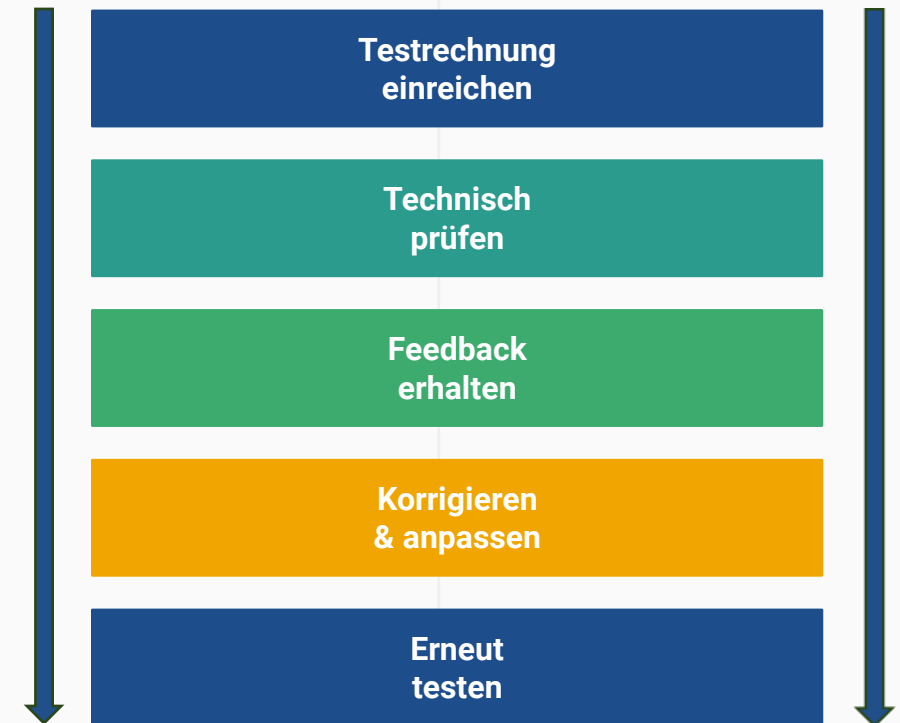 Testrechnung
einreichen
Technisch
prüfen
Feedback
erhalten
Korrigieren
& anpassen
Erneut
testen